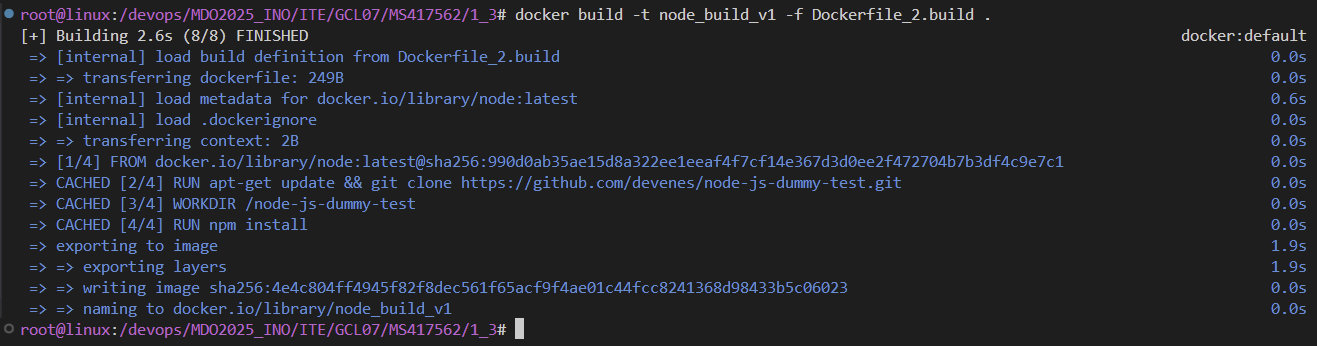 root@linux:/devops/MDO2025_INO/ITE/GCL07/MS417562/1_3# docker build -t node_build_v1 -f Dockerfile_2.build .
[+] Building 2.6s (8/8) FINISHED docker:default
=> [internal] load build definition from Dockerfile_2.build 0.0s
=> => transferring dockerfile: 249B 0.0s
=> [internal] load metadata for docker.io/library/node:latest 0.6s
=> [internal] load .dockerignore 0.0s
=> => transferring context: 2B 0.0s
=> [1/4] FROM docker.io/library/node:latest@sha256:990d0ab35ae15d8a322ee1eeaf4f7cf14e367d3d0ee2f472704b7b3df4c9e7c1 0.0s
=> CACHED [2/4] RUN apt-get update && git clone https://github.com/devenes/node-js-dummy-test.git 0.0s
=> CACHED [3/4] WORKDIR /node-js-dummy-test 0.0s
=> CACHED [4/4] RUN npm install 0.0s
=> exporting to image 1.9s
=> => exporting layers 1.9s
=> => writing image sha256:4e4c804ff4945f82f8dec561f65acf9f4ae01c44fcc8241368d98433b5c06023 0.0s
=> => naming to docker.io/library/node_build_v1 0.0s
root@linux:/devops/MDO2025_INO/ITE/GCL07/MS417562/1_3#